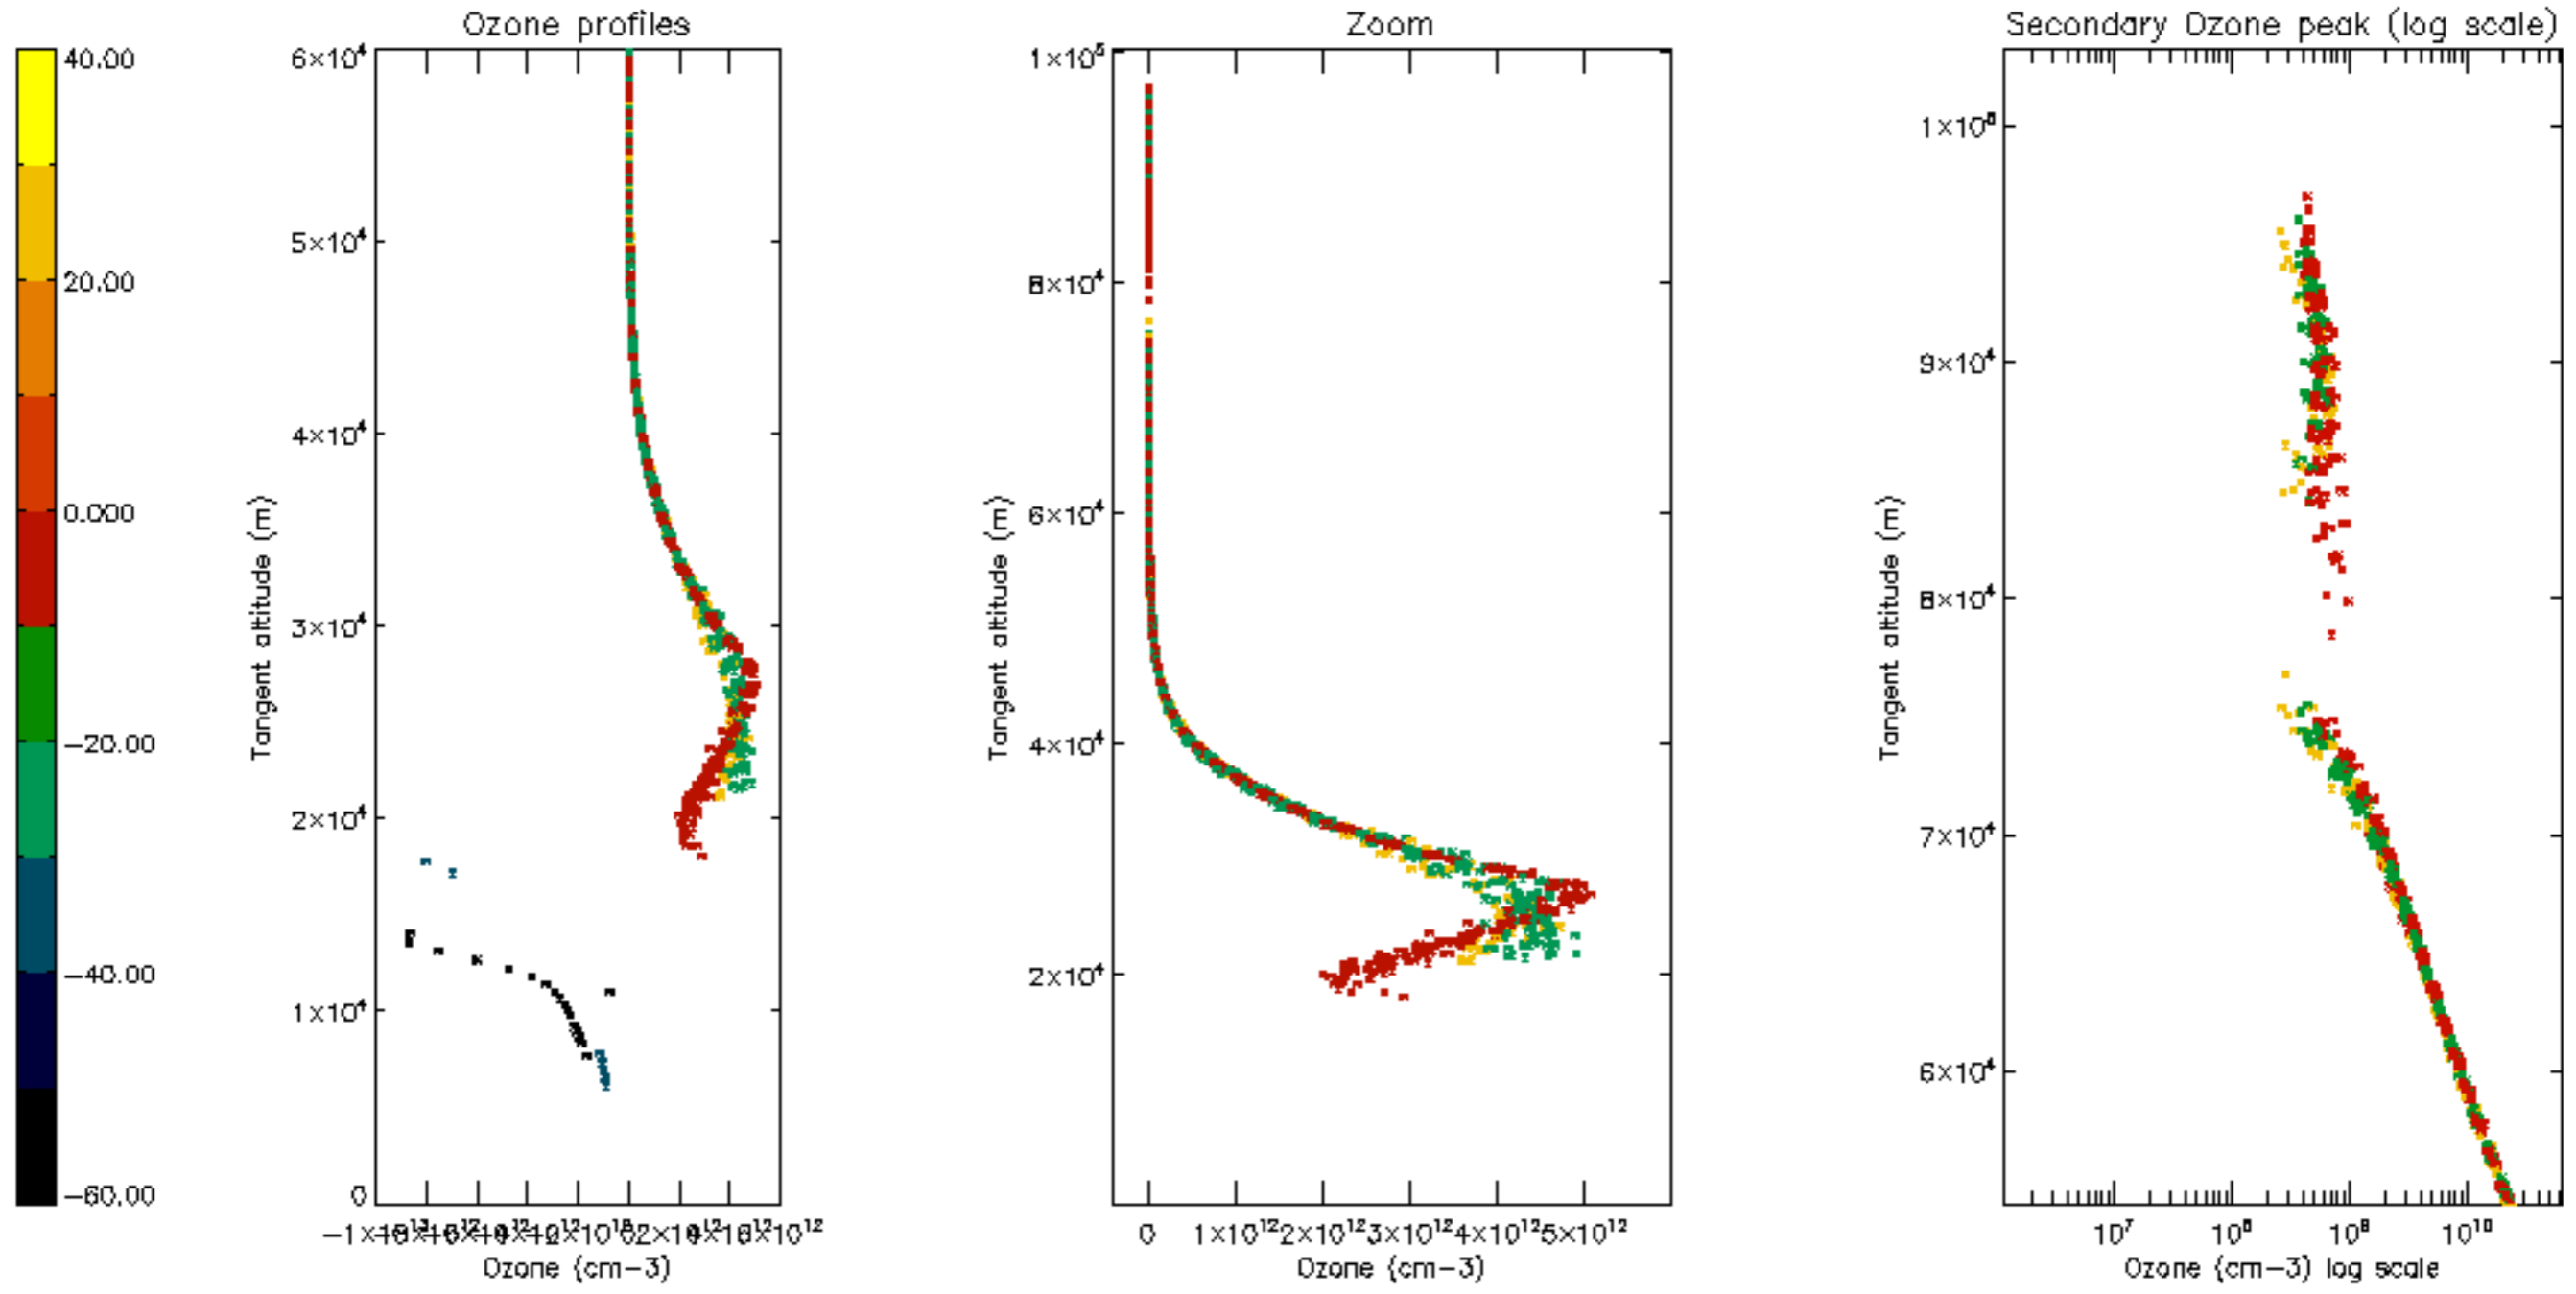 Ozone profiles
Zoom
Secondary Ozone peak (log scale)
40.00
20.00
0.000
−20.00
−40.00
−60.00
6×10⁴
5×10⁴
4×10⁴
3×10⁴
2×10⁴
1×10⁴
0
Tangent altitude (m)
Ozone (cm−3)
1×10⁵
8×10⁴
6×10⁴
4×10⁴
2×10⁴
Tangent altitude (m)
0 1×10¹² 2×10¹² 3×10¹² 4×10¹² 5×10¹²
Ozone (cm−3)
9×10⁴
8×10⁴
7×10⁴
6×10⁴
Tangent altitude (m)
10⁷ 10⁸ 10⁹ 10¹⁰
Ozone (cm−3) log scale